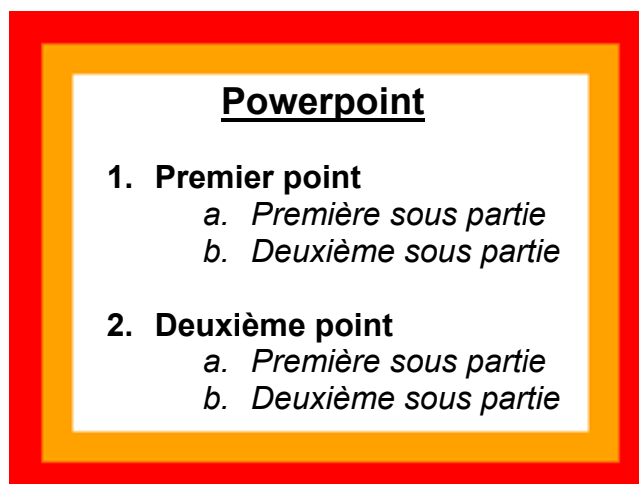 Powerpoint
1. Premier point
a. Première sous partie
b. Deuxième sous partie
2. Deuxième point
a. Première sous partie
b. Deuxième sous partie